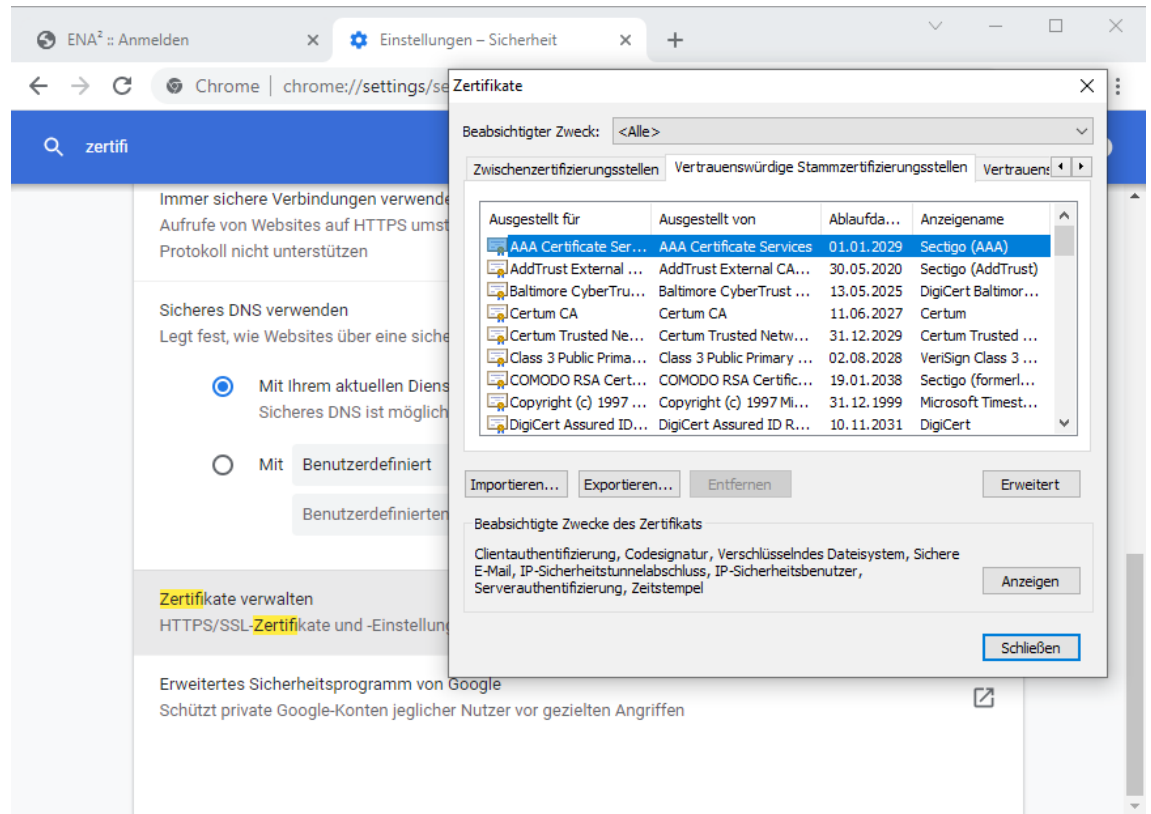 ENA² :: Anmelden
Einstellungen – Sicherheit
Chrome | chrome://settings/se
zertifi
Immer sichere Verbindungen verwende
Aufrufe von Websites auf HTTPS umst
Protokoll nicht unterstützen
Sicheres DNS verwenden
Legt fest, wie Websites über eine siche
Mit Ihrem aktuellen Diens
Sicheres DNS ist möglich
Mit Benutzerdefiniert
Benutzerdefinierten
Zertifikate verwalten
HTTPS/SSL-Zertifikate und -Einstellung
Erweitertes Sicherheitsprogramm von Google
Schützt private Google-Konten jeglicher Nutzer vor gezielten Angriffen
Zertifikate
Beabsichtigter Zweck: <Alle>
Zwischenzertifizierungsstellen Vertrauenswürdige Stammzertifizierungsstellen Vertrauens
Ausgestellt für Ausgestellt von Ablaufda... Anzeigename
AAA Certificate Ser... AAA Certificate Services 01.01.2029 Sectigo (AAA)
AddTrust External ... AddTrust External CA... 30.05.2020 Sectigo (AddTrust)
Baltimore CyberTru... Baltimore CyberTrust ... 13.05.2025 DigiCert Baltimor...
Certum CA Certum CA 11.06.2027 Certum
Certum Trusted Ne... Certum Trusted Netw... 31.12.2029 Certum Trusted ...
Class 3 Public Prima... Class 3 Public Primary ... 02.08.2028 VeriSign Class 3 ...
COMODO RSA Cert... COMODO RSA Certific... 19.01.2038 Sectigo (formerl...
Copyright (c) 1997 ... Copyright (c) 1997 Mi... 31.12.1999 Microsoft Timest...
DigiCert Assured ID... DigiCert Assured ID R... 10.11.2031 DigiCert
Importieren... Exportieren... Entfernen Erweitert
Beabsichtigte Zwecke des Zertifikats
Clientauthentifizierung, Codesignatur, Verschlüsselndes Dateisystem, Sichere
E-Mail, IP-Sicherheitstunnelabschluss, IP-Sicherheitsbenutzer,
Serverauthentifizierung, Zeitstempel
Anzeigen
Schließen